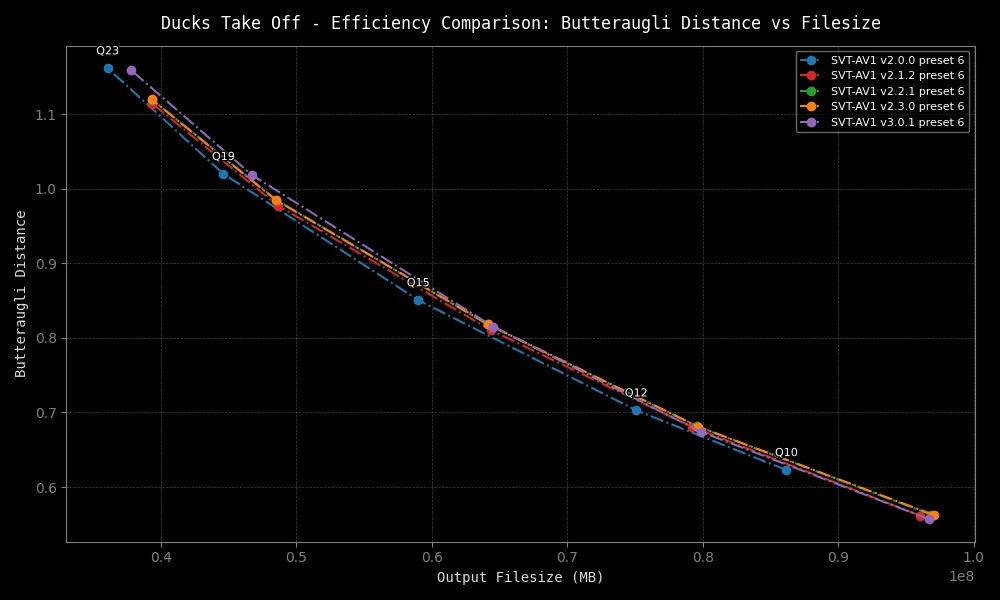 Ducks Take Off - Efficiency Comparison: Butteraugli Distance vs Filesize
Q23
SVT-AV1 v2.0.0 preset 6
SVT-AV1 v2.1.2 preset 6
SVT-AV1 v2.2.1 preset 6
SVT-AV1 v2.3.0 preset 6
SVT-AV1 v3.0.1 preset 6
1.1
Q19
1.0
0.9
Q15
0.8
Q12
0.7
Q10
0.6
Butteraugli Distance
0.4 0.5 0.6 0.7 0.8 0.9 1.0
1e8
Output Filesize (MB)